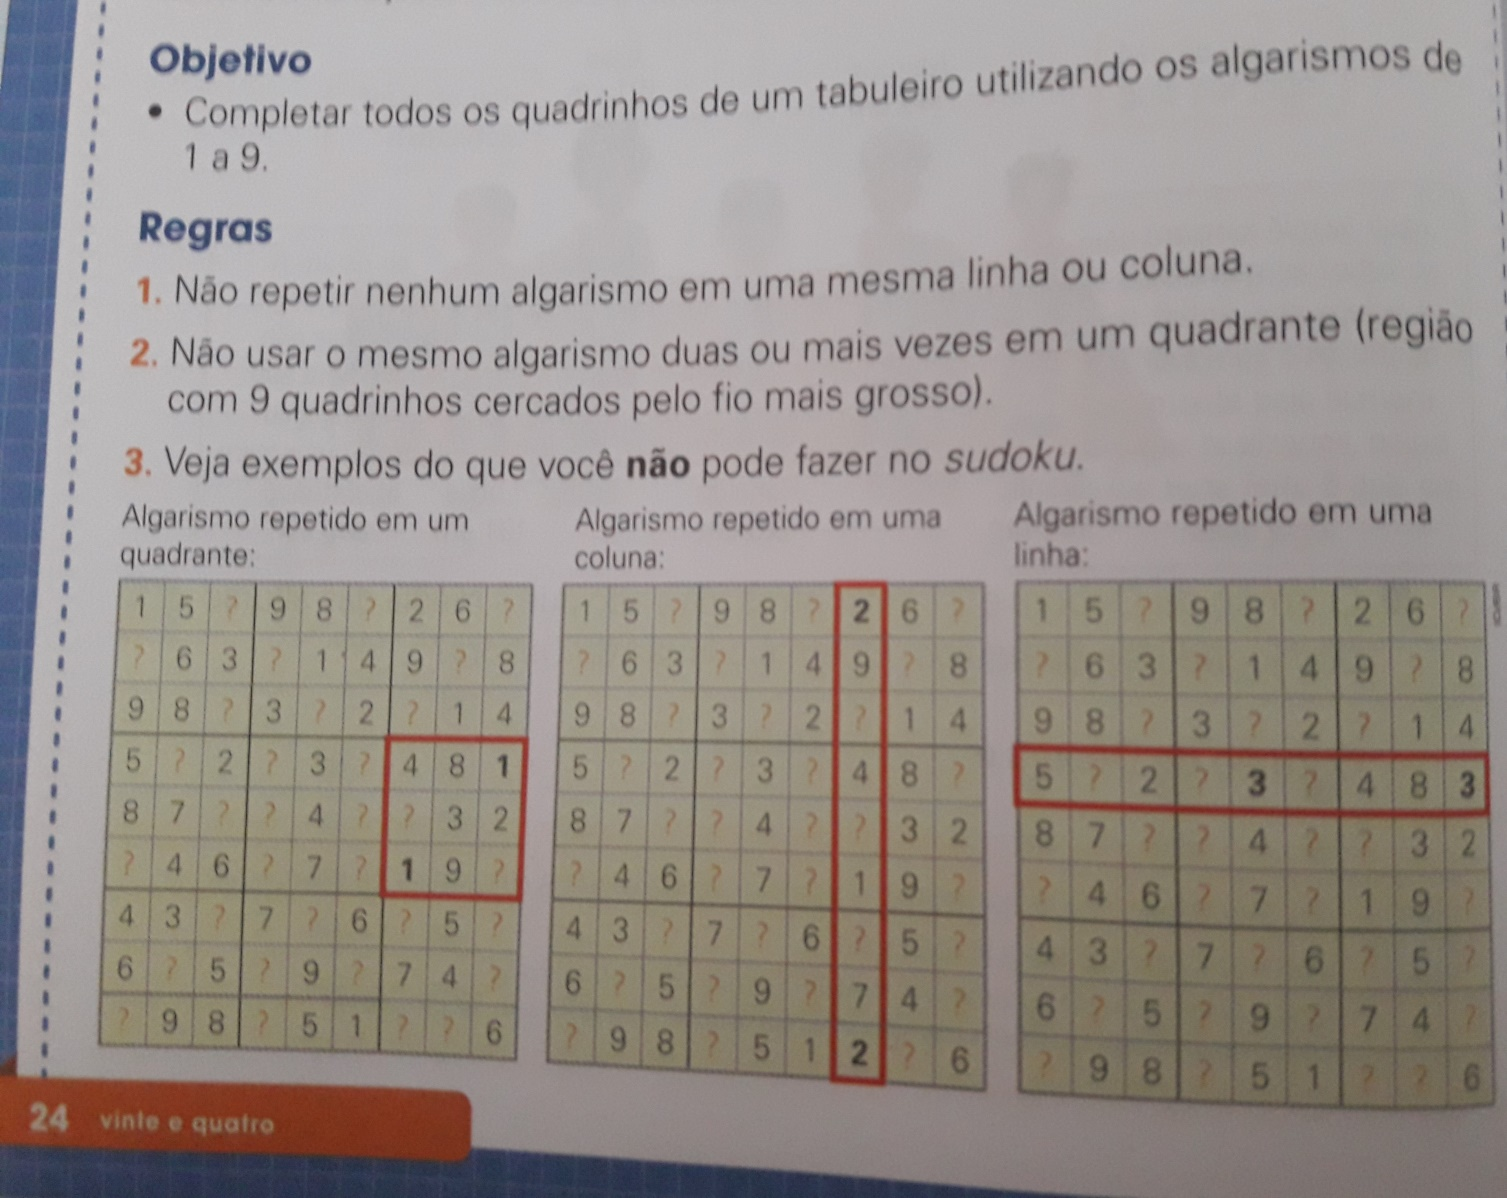 Objetivo
• Completar todos os quadrinhos de um tabuleiro utilizando os algarismos de
1 a 9.
Regras
1. Não repetir nenhum algarismo em uma mesma linha ou coluna.
2. Não usar o mesmo algarismo duas ou mais vezes em um quadrante (região
com 9 quadrinhos cercados pelo fio mais grosso).
3. Veja exemplos do que você não pode fazer no sudoku.
Algarismo repetido em um
quadrante:
1 5 ? 9 8 ? 2 6 ?
? 6 3 ? 1 4 9 ? 8
9 8 ? 3 ? 2 ? 1 4
5 ? 2 ? 3 ? 4 8 1
8 7 ? ? 4 ? ? 3 2
? 4 6 ? 7 ? 1 9 ?
4 3 ? 7 ? 6 ? 5 ?
6 ? 5 ? 9 ? 7 4 ?
? 9 8 ? 5 1 ? ? 6
Algarismo repetido em uma
coluna:
1 5 ? 9 8 ? 2 6 ?
? 6 3 ? 1 4 9 ? 8
9 8 ? 3 ? 2 ? 1 4
5 ? 2 ? 3 ? 4 8 ?
8 7 ? ? 4 ? ? 3 2
? 4 6 ? 7 ? 1 9 ?
4 3 ? 7 ? 6 ? 5 ?
6 ? 5 ? 9 ? 7 4 ?
? 9 8 ? 5 1 2 ? 6
Algarismo repetido em uma
linha:
1 5 ? 9 8 ? 2 6 ?
? 6 3 ? 1 4 9 ? 8
9 8 ? 3 ? 2 ? 1 4
5 ? 2 ? 3 ? 4 8 3
8 7 ? ? 4 ? ? 3 2
? 4 6 ? 7 ? 1 9 ?
4 3 ? 7 ? 6 ? 5 ?
6 ? 5 ? 9 ? 7 4 ?
? 9 8 ? 5 1 ? ? 6
24 vinte e quatro